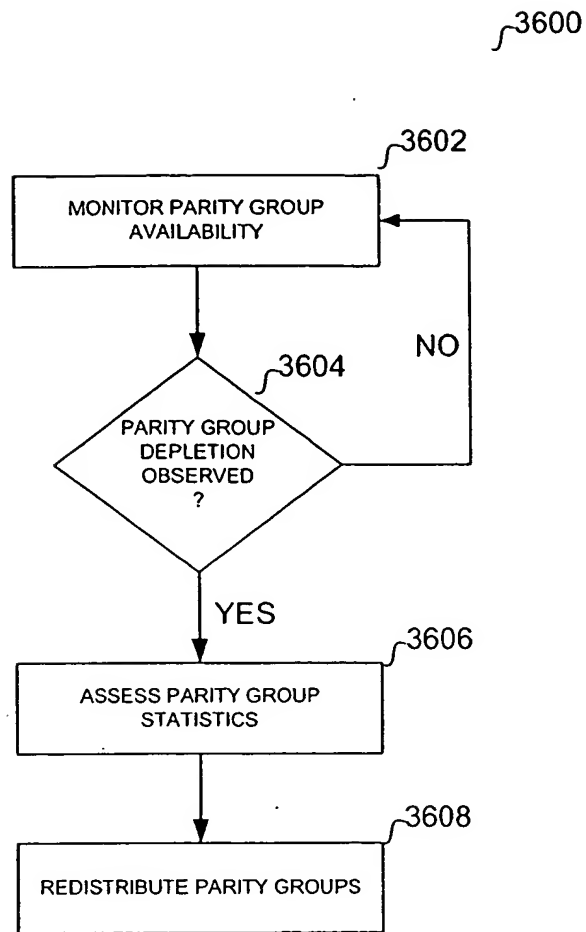 3600
3602
MONITOR PARITY GROUP
AVAILABILITY
NO
3604
PARITY GROUP
DEPLETION
OBSERVED
?
YES
3606
ASSESS PARITY GROUP
STATISTICS
3608
REDISTRIBUTE PARITY GROUPS